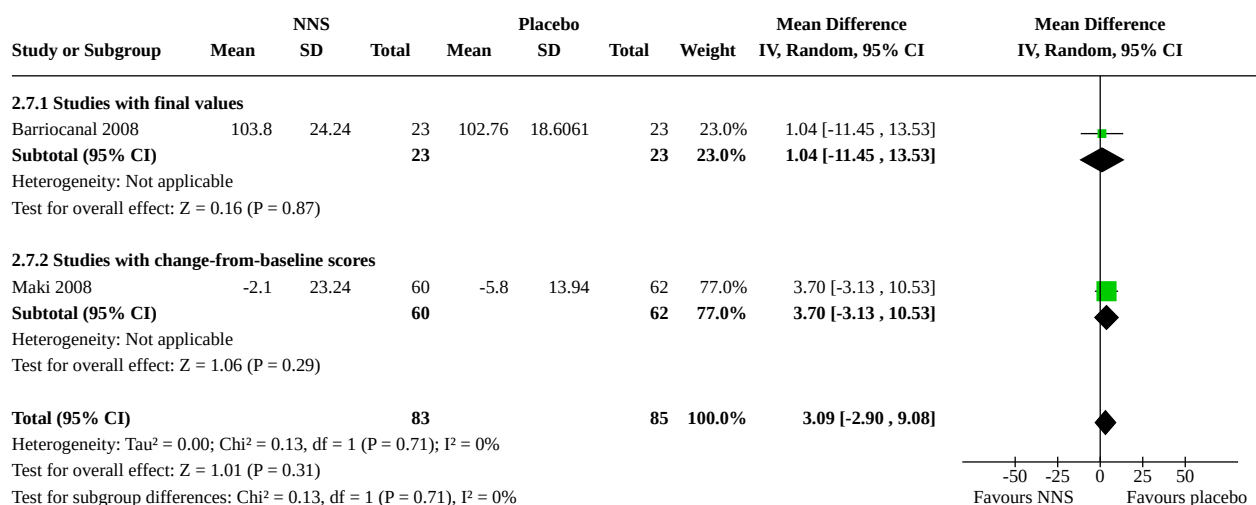 NNS Placebo Mean Difference Mean Difference
Study or Subgroup Mean SD Total Mean SD Total Weight IV, Random, 95% CI IV, Random, 95% CI
2.7.1 Studies with final values
Barriocanal 2008 103.8 24.24 23 102.76 18.6061 23 23.0% 1.04 [-11.45 , 13.53]
Subtotal (95% CI) 23 23 23.0% 1.04 [-11.45 , 13.53]
Heterogeneity: Not applicable
Test for overall effect: Z = 0.16 (P = 0.87)
2.7.2 Studies with change-from-baseline scores
Maki 2008 -2.1 23.24 60 -5.8 13.94 62 77.0% 3.70 [-3.13 , 10.53]
Subtotal (95% CI) 60 62 77.0% 3.70 [-3.13 , 10.53]
Heterogeneity: Not applicable
Test for overall effect: Z = 1.06 (P = 0.29)
Total (95% CI) 83 85 100.0% 3.09 [-2.90 , 9.08]
Heterogeneity: Tau² = 0.00; Chi² = 0.13, df = 1 (P = 0.71); I² = 0%
Test for overall effect: Z = 1.01 (P = 0.31)
-50 -25 0 25 50
Test for subgroup differences: Chi² = 0.13, df = 1 (P = 0.71), I² = 0% Favours NNS Favours placebo